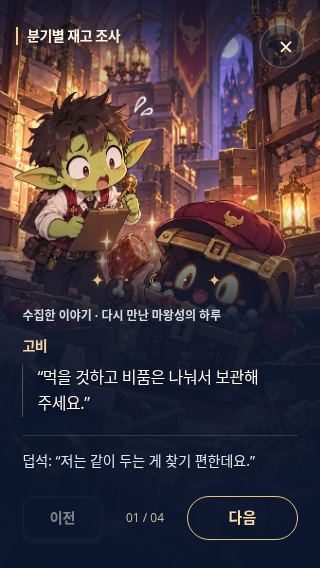 분기별 재고 조사
수집한 이야기 · 다시 만난 마왕성의 하루
고비
“먹을 것하고 비품은 나눠서 보관해
주세요.”
덥석: “저는 같이 두는 게 찾기 편한데요.”
이전
01 / 04
다음